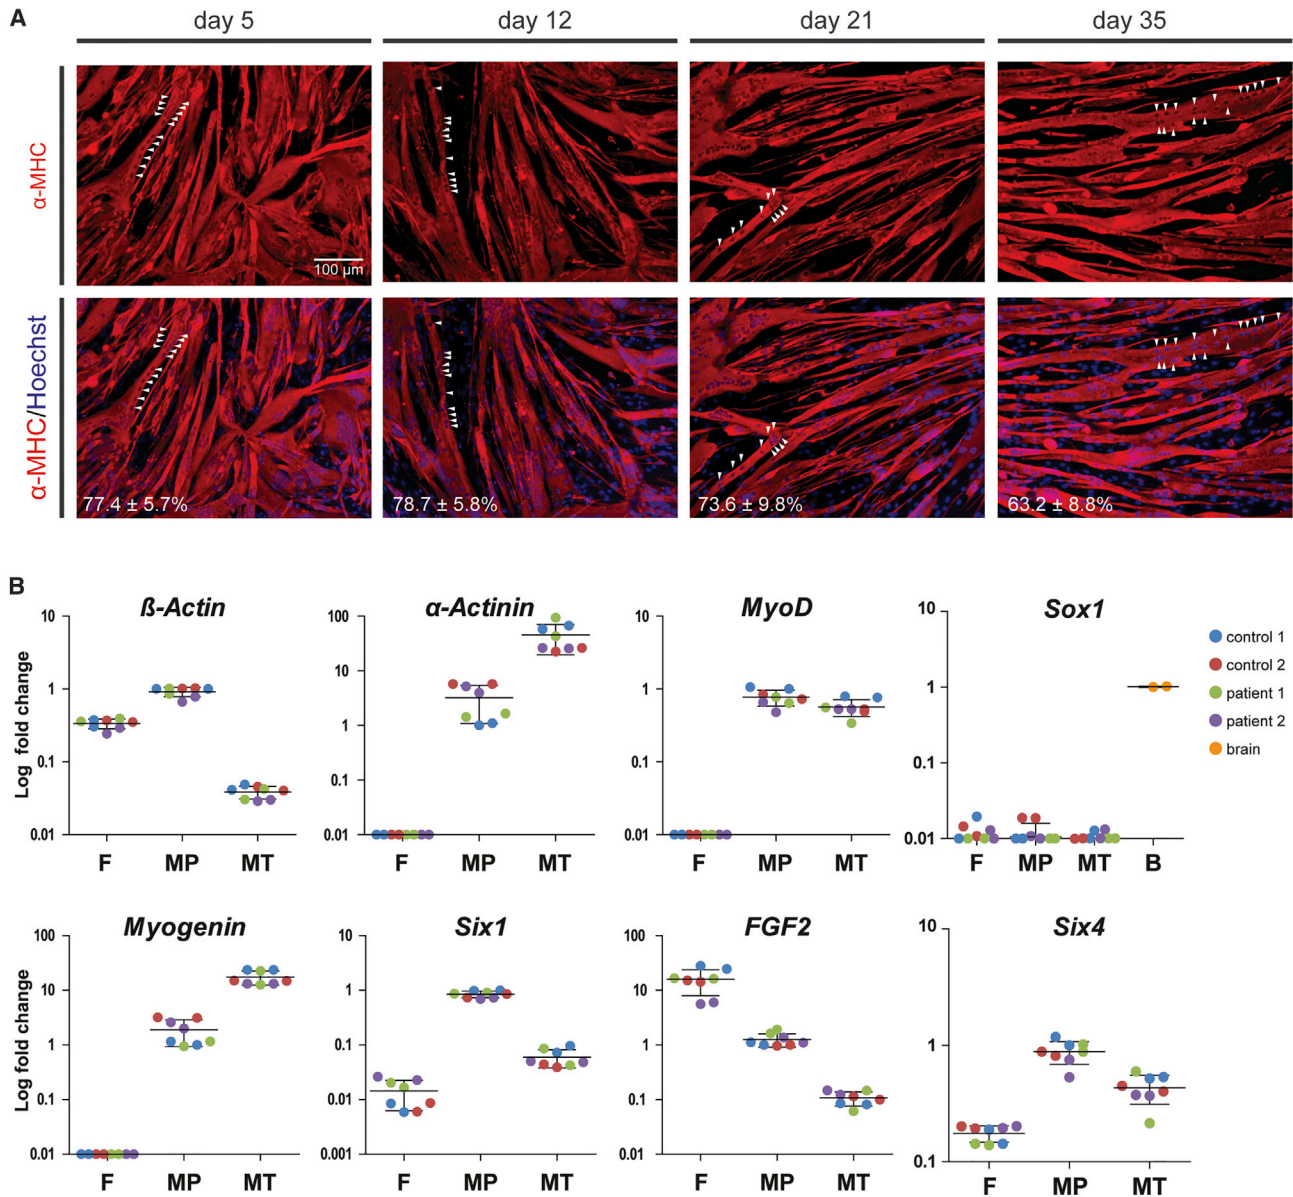 A
day 5
day 12
day 21
day 35
α-MHC
100 μm
α-MHC/Hoechst
77.4 ± 5.7%
78.7 ± 5.8%
73.6 ± 9.8%
63.2 ± 8.8%
B
ß-Actin
Log fold change
10
1
0.1
0.01
F MP MT
α-Actinin
100
10
1
0.1
0.01
F MP MT
MyoD
10
1
0.1
0.01
F MP MT
Sox1
10
1
0.1
0.01
F MP MT B
control 1
control 2
patient 1
patient 2
brain
Myogenin
Log fold change
100
10
1
0.1
0.01
F MP MT
Six1
10
1
0.1
0.01
0.001
F MP MT
FGF2
100
10
1
0.1
0.01
F MP MT
Six4
10
1
0.1
F MP MT